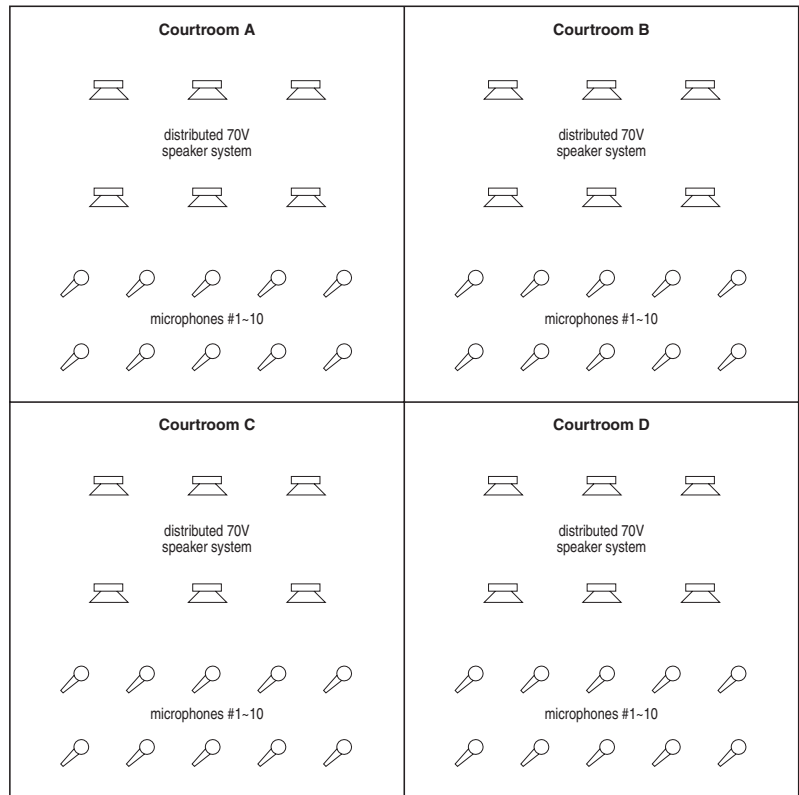 Courtroom A
distributed 70V
speaker system
microphones #1~10
Courtroom B
distributed 70V
speaker system
microphones #1~10
Courtroom C
distributed 70V
speaker system
microphones #1~10
Courtroom D
distributed 70V
speaker system
microphones #1~10